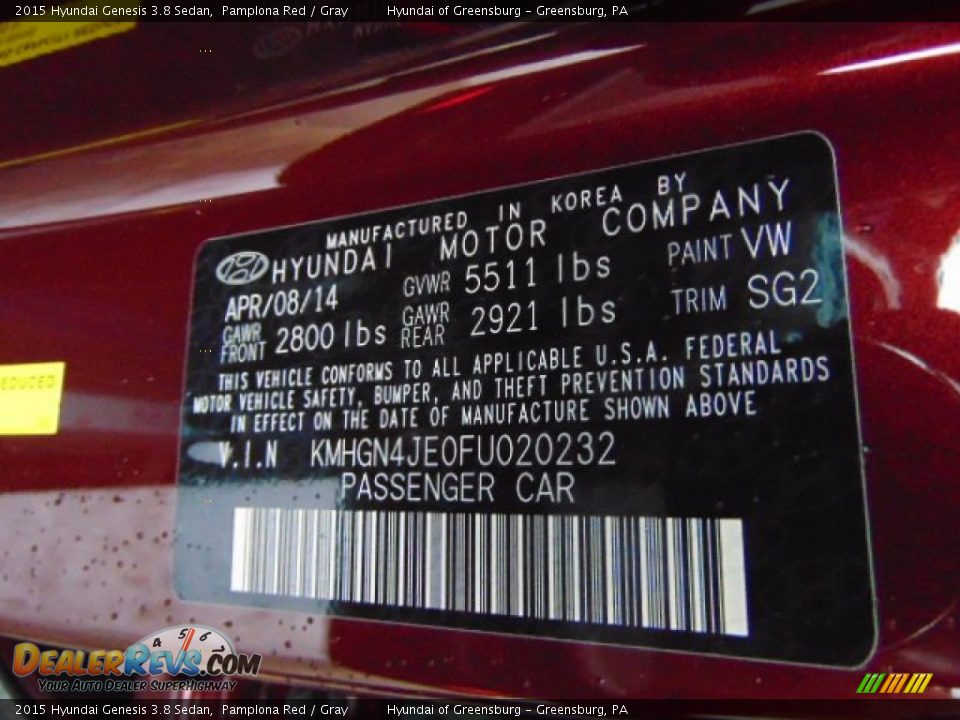 2015 Hyundai Genesis 3.8 Sedan, Pamplona Red / Gray Hyundai of Greensburg - Greensburg, PA
MANUFACTURED IN KOREA BY
HYUNDAI MOTOR COMPANY
APR/08/14 GVWR 5511 lbs PAINT VW
GAWR FRONT 2800 lbs GAWR REAR 2921 lbs TRIM SG2
THIS VEHICLE CONFORMS TO ALL APPLICABLE U.S.A. FEDERAL
MOTOR VEHICLE SAFETY, BUMPER, AND THEFT PREVENTION STANDARDS
IN EFFECT ON THE DATE OF MANUFACTURE SHOWN ABOVE
V.I.N KMHGN4JE0FU020232
PASSENGER CAR
EDUCED
4 5 6
DEALERREVS.COM
YOUR AUTO DEALER SUPERHIGHWAY
2015 Hyundai Genesis 3.8 Sedan, Pamplona Red / Gray Hyundai of Greensburg - Greensburg, PA